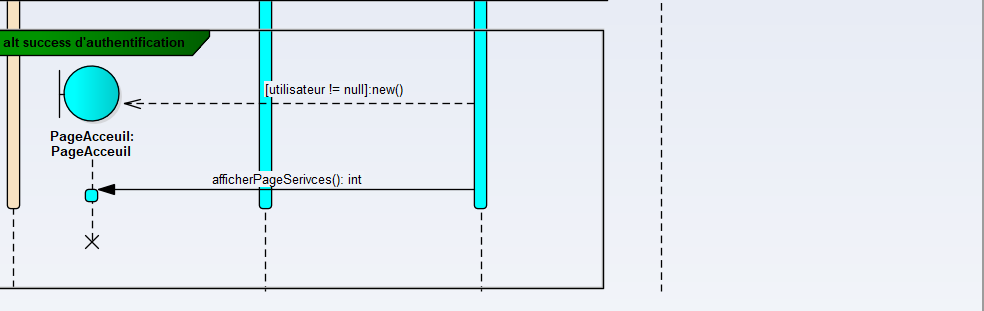 alt success d'authentification
[utilisateur != null]:new()
PageAcceuil:
PageAcceuil
afficherPageSerivces(): int